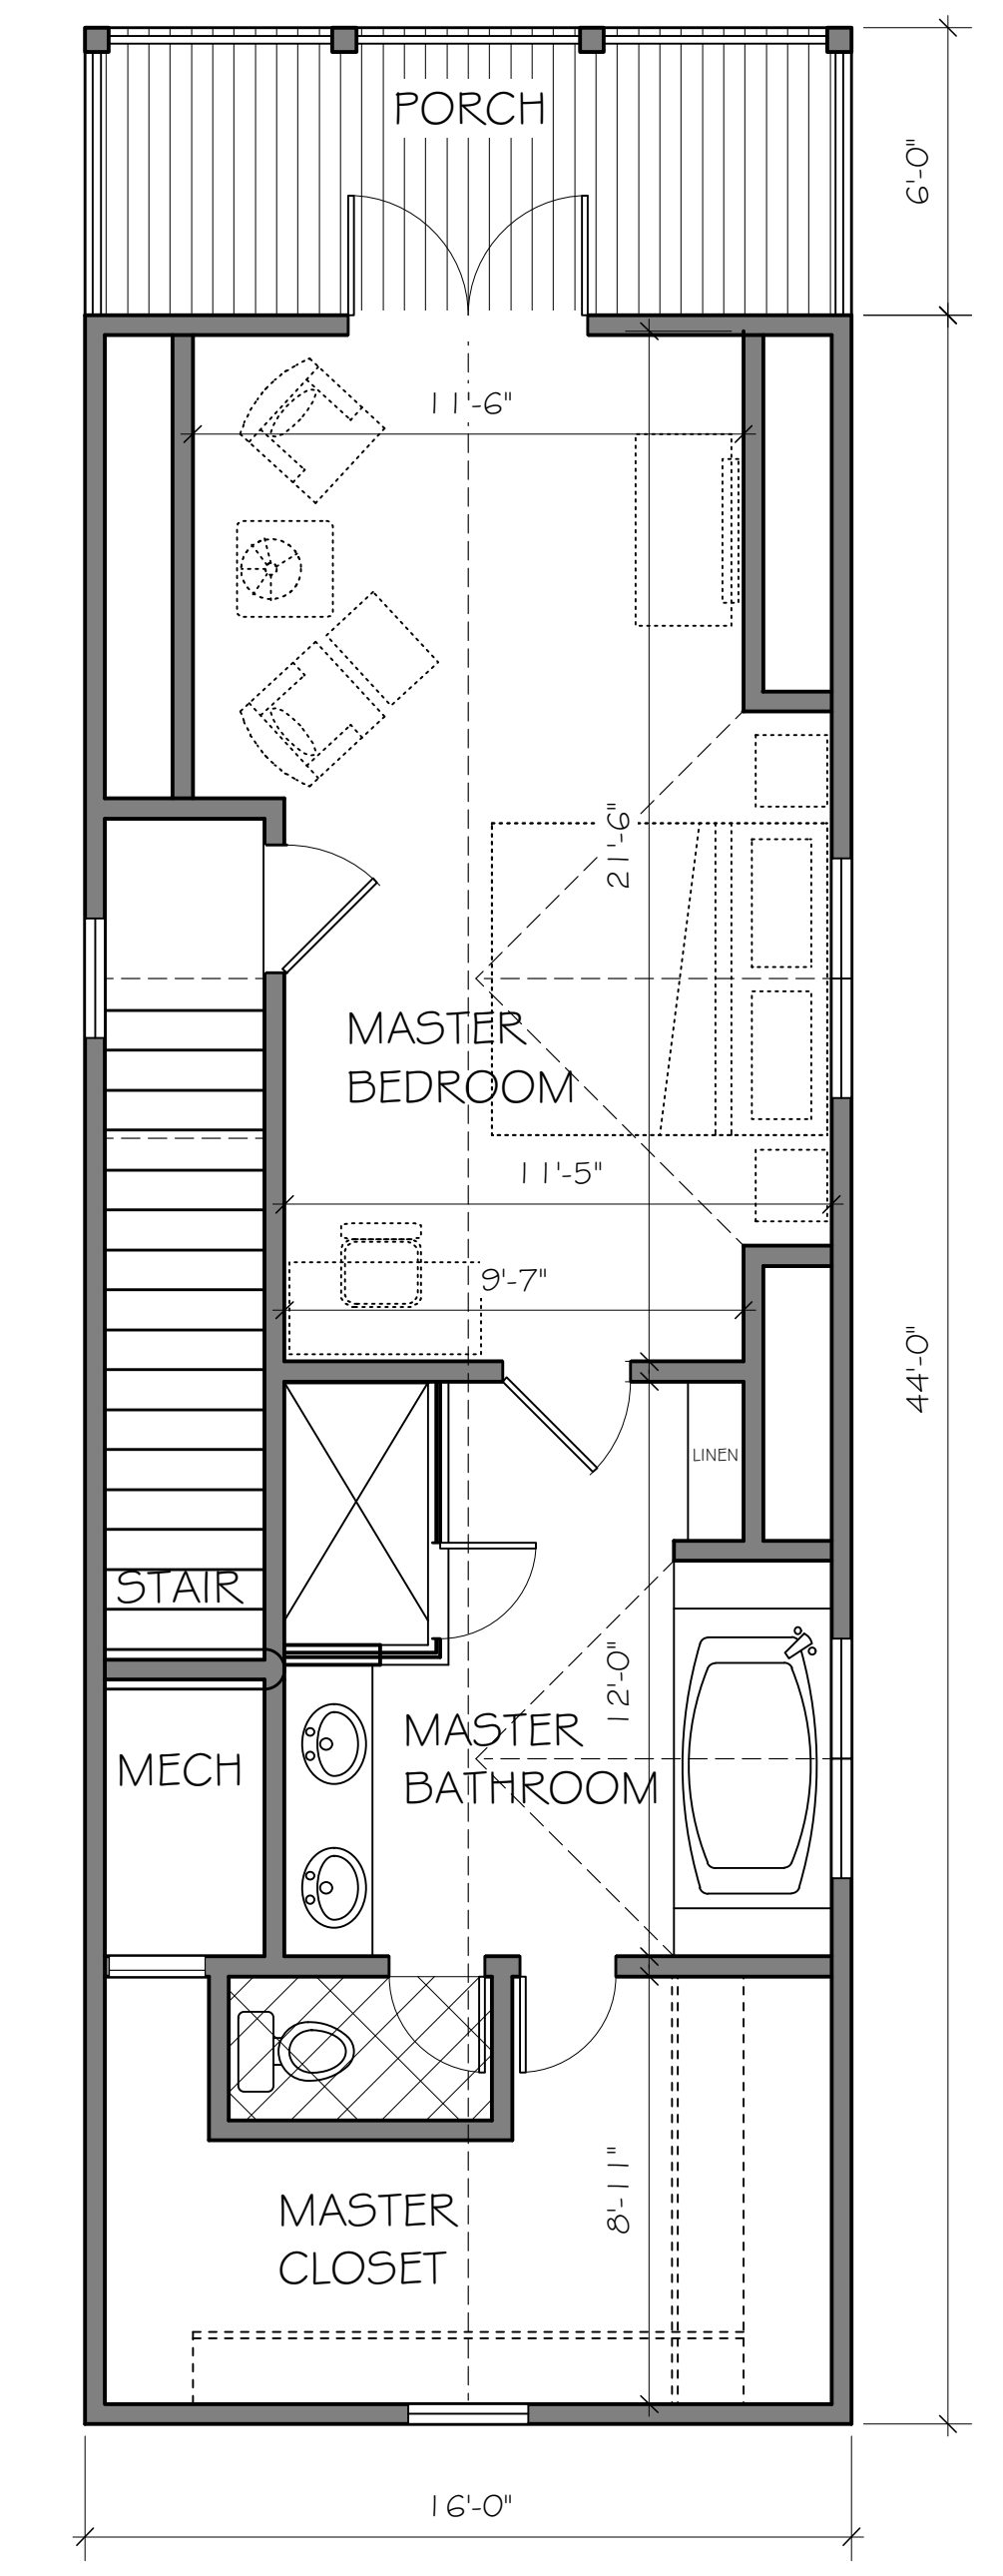 PORCH
6'-0"
11'-6"
21'-6"
MASTER
BEDROOM
11'-5"
9'-7"
44'-0"
LINEN
STAIR
12'-0"
MASTER
BATHROOM
MECH
8'-11"
MASTER
CLOSET
16'-0"